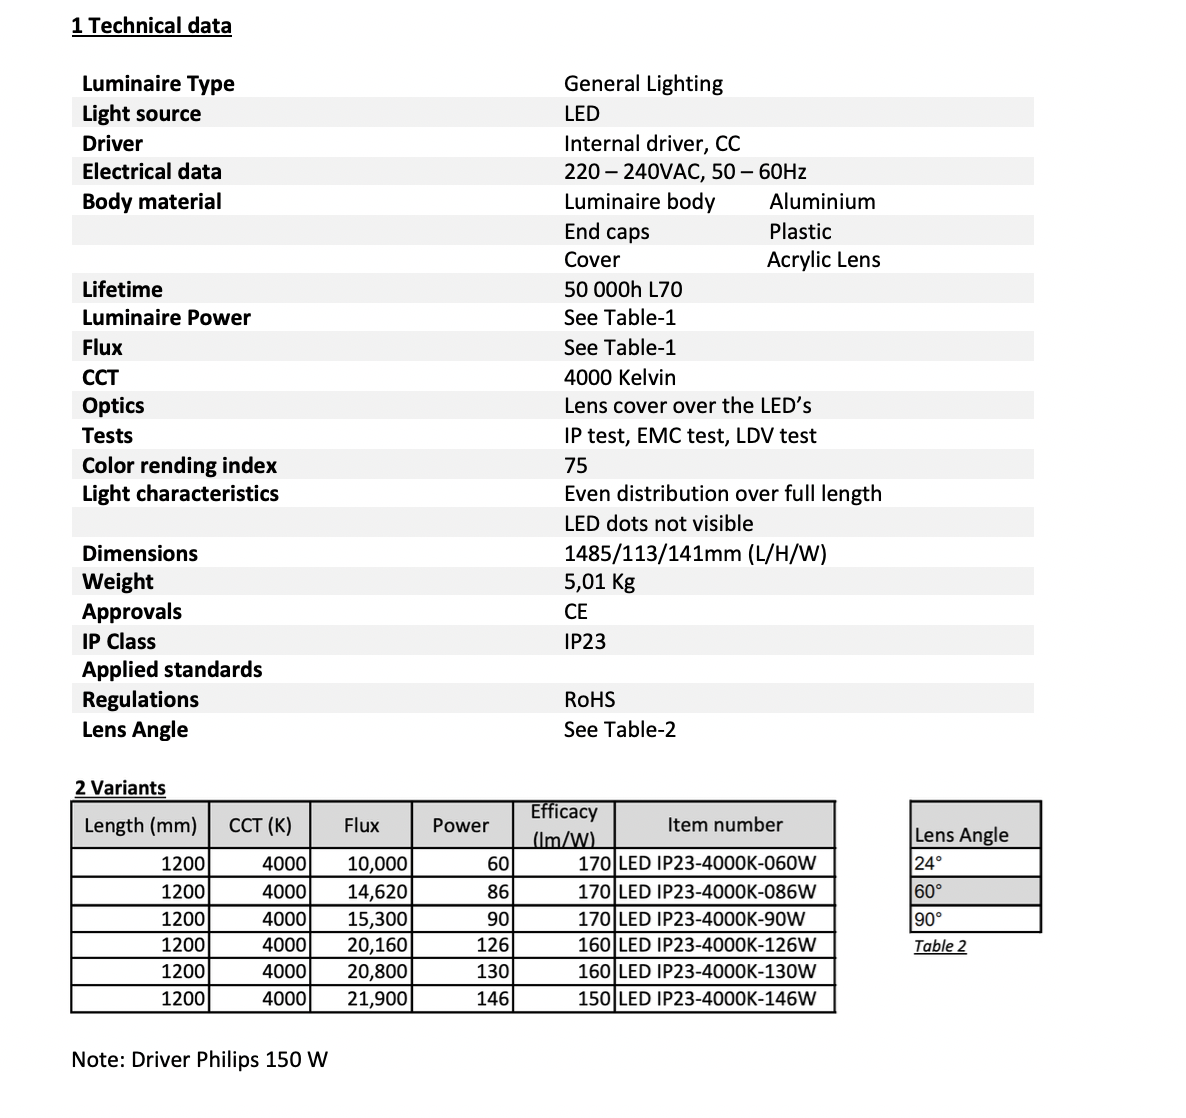 1 Technical data
Luminaire Type General Lighting
Light source LED
Driver Internal driver, CC
Electrical data 220 – 240VAC, 50 – 60Hz
Body material Luminaire body Aluminium
End caps Plastic
Cover Acrylic Lens
Lifetime 50 000h L70
Luminaire Power See Table-1
Flux See Table-1
CCT 4000 Kelvin
Optics Lens cover over the LED’s
Tests IP test, EMC test, LDV test
Color rending index 75
Light characteristics Even distribution over full length
LED dots not visible
Dimensions 1485/113/141mm (L/H/W)
Weight 5,01 Kg
Approvals CE
IP Class IP23
Applied standards
Regulations RoHS
Lens Angle See Table-2
2 Variants
Length (mm) CCT (K) Flux Power Efficacy (lm/W) Item number
1200 4000 10,000 60 170 LED IP23-4000K-060W
1200 4000 14,620 86 170 LED IP23-4000K-086W
1200 4000 15,300 90 170 LED IP23-4000K-90W
1200 4000 20,160 126 160 LED IP23-4000K-126W
1200 4000 20,800 130 160 LED IP23-4000K-130W
1200 4000 21,900 146 150 LED IP23-4000K-146W
Lens Angle
24°
60°
90°
Table 2
Note: Driver Philips 150 W